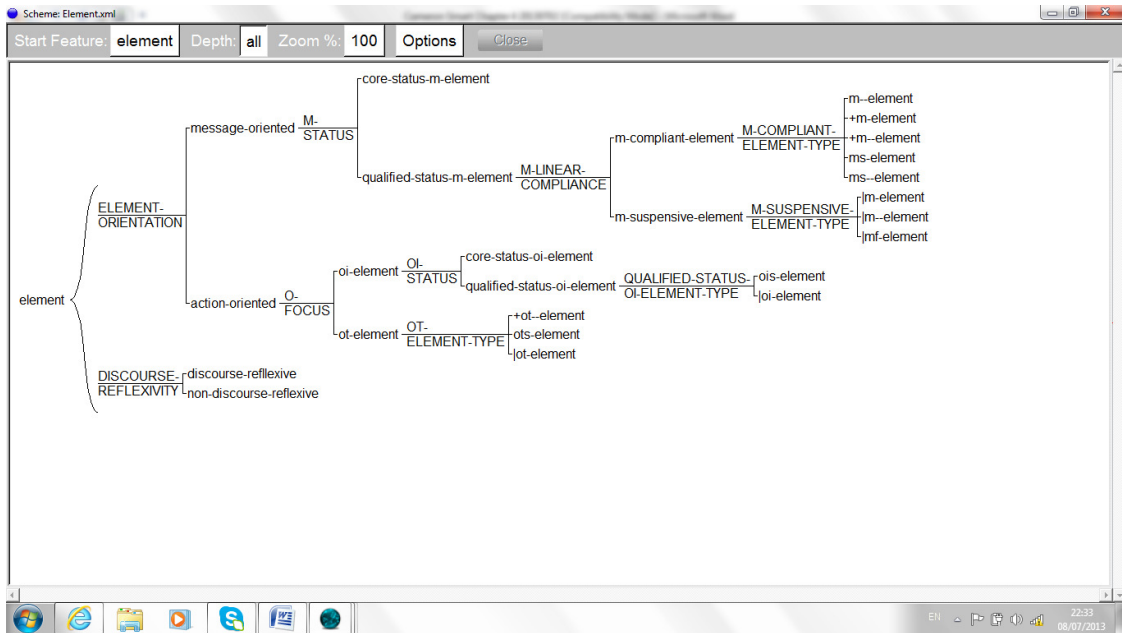 Scheme: Element.xml
Start Feature: element Depth: all Zoom %: 100 Options Close
core-status-m-element
message-oriented M-STATUS
qualified-status-m-element M-LINEAR-COMPLIANCE
m-compliant-element M-COMPLIANT-ELEMENT-TYPE
m--element
+m-element
+m--element
ms-element
ms--element
m-suspensive-element M-SUSPENSIVE-ELEMENT-TYPE
|m-element
|m--element
|mf-element
ELEMENT-ORIENTATION
element
action-oriented O-FOCUS
oi-element OI-STATUS
core-status-oi-element
qualified-status-oi-element QUALIFIED-STATUS-OI-ELEMENT-TYPE
ois-element
|oi-element
ot-element OT-ELEMENT-TYPE
+ot--element
ots-element
|ot-element
DISCOURSE-REFLEXIVITY
discourse-refllexive
non-discourse-reflexive
EN
22:33
08/07/2013